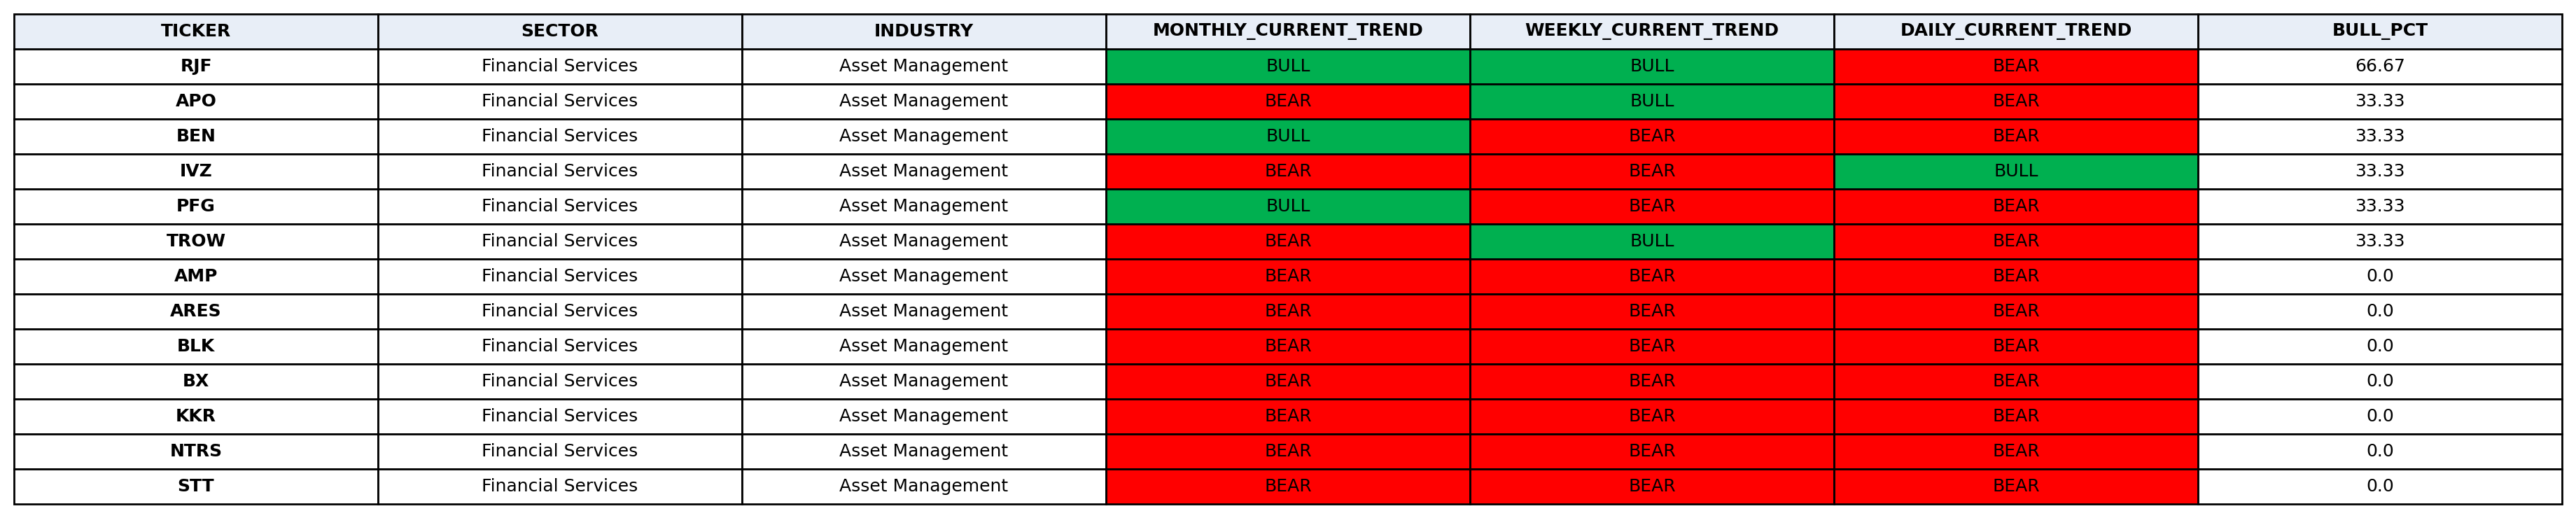 TICKER SECTOR INDUSTRY MONTHLY_CURRENT_TREND WEEKLY_CURRENT_TREND DAILY_CURRENT_TREND BULL_PCT
RJF Financial Services Asset Management BULL BULL BEAR 66.67
APO Financial Services Asset Management BEAR BULL BEAR 33.33
BEN Financial Services Asset Management BULL BEAR BEAR 33.33
IVZ Financial Services Asset Management BEAR BEAR BULL 33.33
PFG Financial Services Asset Management BULL BEAR BEAR 33.33
TROW Financial Services Asset Management BEAR BULL BEAR 33.33
AMP Financial Services Asset Management BEAR BEAR BEAR 0.0
ARES Financial Services Asset Management BEAR BEAR BEAR 0.0
BLK Financial Services Asset Management BEAR BEAR BEAR 0.0
BX Financial Services Asset Management BEAR BEAR BEAR 0.0
KKR Financial Services Asset Management BEAR BEAR BEAR 0.0
NTRS Financial Services Asset Management BEAR BEAR BEAR 0.0
STT Financial Services Asset Management BEAR BEAR BEAR 0.0